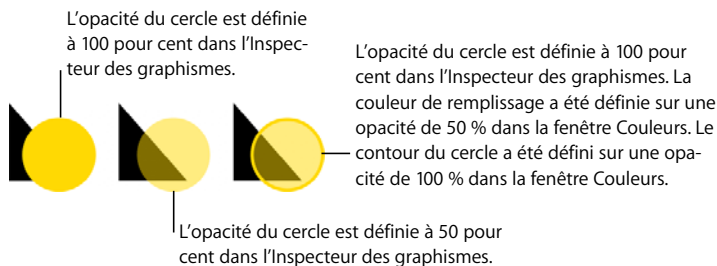 L’opacité du cercle est définie
à 100 pour cent dans l’Inspec-
teur des graphismes.
L’opacité du cercle est définie à 100 pour
cent dans l’Inspecteur des graphismes. La
couleur de remplissage a été définie sur une
opacité de 50 % dans la fenêtre Couleurs. Le
contour du cercle a été défini sur une opa-
cité de 100 % dans la fenêtre Couleurs.
L’opacité du cercle est définie à 50 pour
cent dans l’Inspecteur des graphismes.